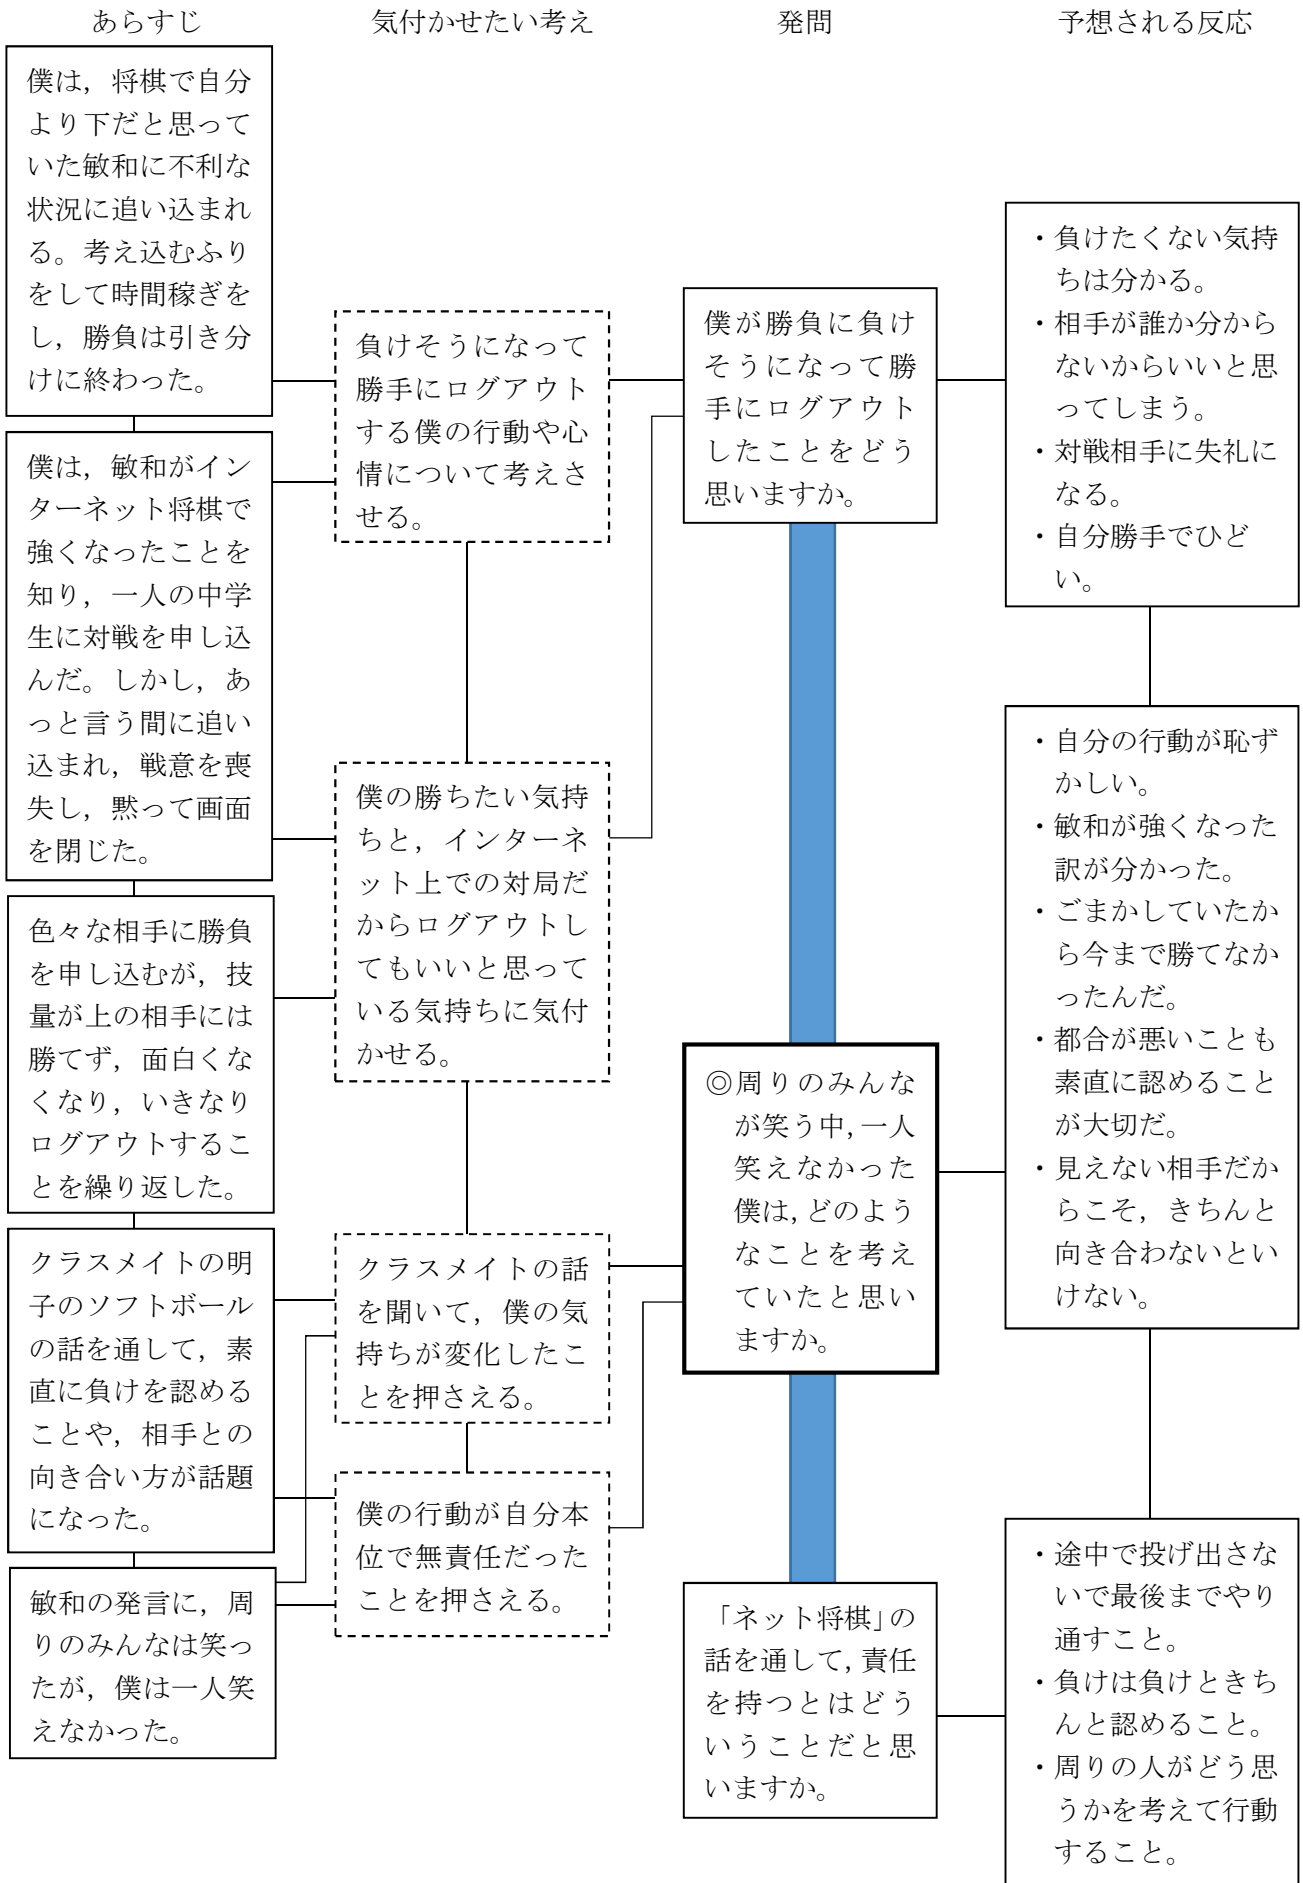 あらすじ
気付かせたい考え
発問
予想される反応
僕は，将棋で自分
より下だと思って
いた敏和に不利な
状況に追い込まれ
る。考え込むふり
をして時間稼ぎを
し，勝負は引き分
けに終わった。
僕は，敏和がイン
ターネット将棋で
強くなったことを
知り，一人の中学
生に対戦を申し込
んだ。しかし，あ
っと言う間に追い
込まれ，戦意を喪
失し，黙って画面
を閉じた。
色々な相手に勝負
を申し込むが，技
量が上の相手には
勝てず，面白くな
くなり，いきなり
ログアウトするこ
とを繰り返した。
クラスメイトの明
子のソフトボール
の話を通して，素
直に負けを認める
ことや，相手との
向き合い方が話題
になった。
敏和の発言に，周
りのみんなは笑っ
たが，僕は一人笑
えなかった。
負けそうになって
勝手にログアウト
する僕の行動や心
情について考えさ
せる。
僕の勝ちたい気持
ちと，インターネ
ット上での対局だ
からログアウトし
てもいいと思って
いる気持ちに気付
かせる。
クラスメイトの話
を聞いて，僕の気
持ちが変化したこ
とを押さえる。
僕の行動が自分本
位で無責任だった
ことを押さえる。
僕が勝負に負け
そうになって勝
手にログアウト
したことをどう
思いますか。
◎周りのみんな
が笑う中，一人
笑えなかった
僕は，どのよう
なことを考え
ていたと思い
ますか。
「ネット将棋」の
話を通して，責任
を持つとはどう
いうことだと思
いますか。
・負けたくない気持
ちは分かる。
・相手が誰か分から
ないからいいと思
ってしまう。
・対戦相手に失礼に
なる。
・自分勝手でひど
い。
・自分の行動が恥ず
かしい。
・敏和が強くなった
訳が分かった。
・ごまかしていたか
ら今まで勝てなか
ったんだ。
・都合が悪いことも
素直に認めること
が大切だ。
・見えない相手だか
らこそ，きちんと
向き合わないとい
けない。
・途中で投げ出さな
いで最後までやり
通すこと。
・負けは負けときち
んと認めること。
・周りの人がどう思
うかを考えて行動
すること。